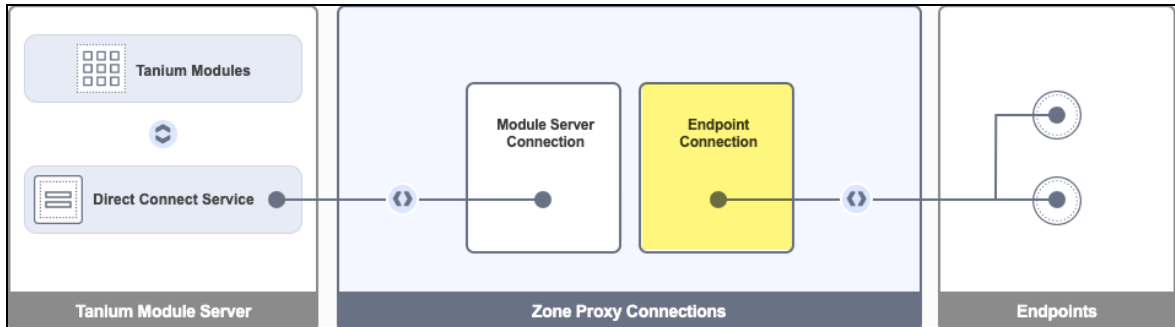 Tanium Modules
Direct Connect Service
Tanium Module Server
Module Server
Connection
Endpoint
Connection
Zone Proxy Connections
Endpoints